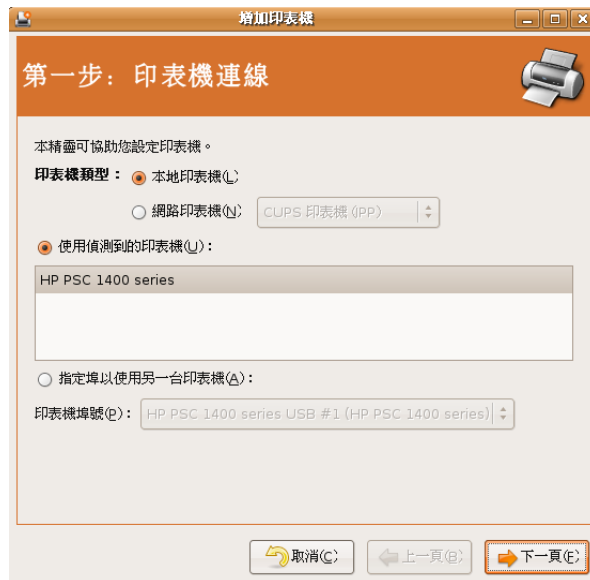 增加印表機
第一步：印表機連線
本精靈可協助您設定印表機。
印表機類型： 本地印表機(L)
網路印表機(N) CUPS 印表機 (IPP)
使用偵測到的印表機(U)：
HP PSC 1400 series
指定埠以使用另一台印表機(A)：
印表機埠號(P)： HP PSC 1400 series USB #1 (HP PSC 1400 series)
取消(C) 上一頁(B) 下一頁(F)